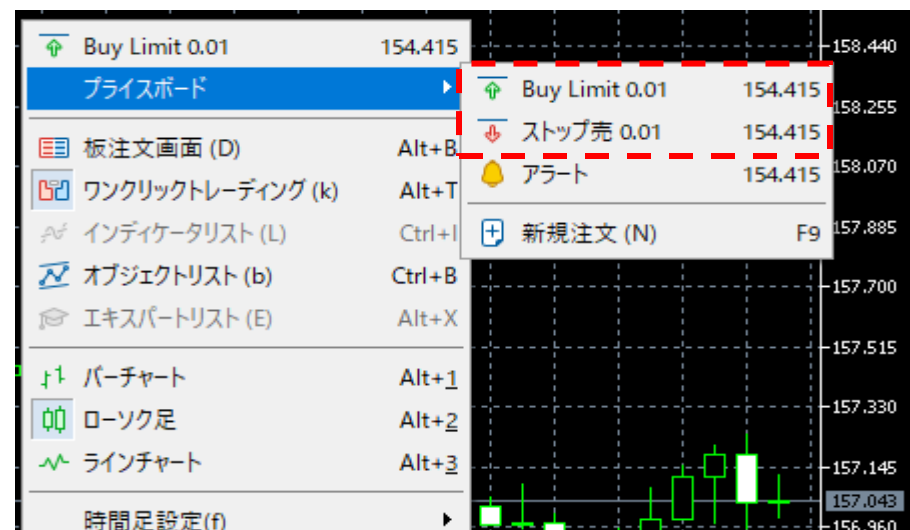 Buy Limit 0.01 154.415
プライスボード
板注文画面 (D) Alt+B
ワンクリックトレーディング (k) Alt+T
インディケータリスト (L) Ctrl+I
オブジェクトリスト (b) Ctrl+B
エキスパートリスト (E) Alt+X
バーチャート Alt+1
ローソク足 Alt+2
ラインチャート Alt+3
時間足設定(f)
Buy Limit 0.01 154.415
ストップ売 0.01 154.415
アラート 154.415
新規注文 (N) F9
158.440
158.255
158.070
157.885
157.700
157.515
157.330
157.145
157.043
156.960